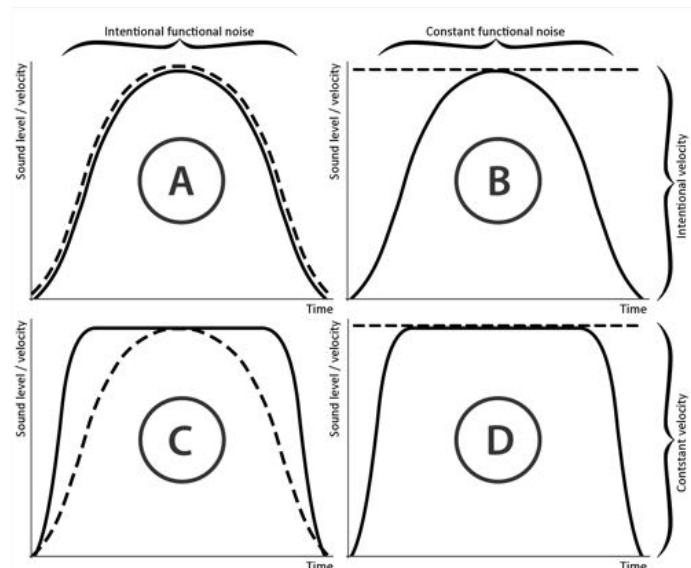 Intentional functional noise
Constant functional noise
Sound level / velocity
A
Time
Sound level / velocity
B
Time
Intentional velocity
Sound level / velocity
C
Time
Sound level / velocity
D
Time
Contstant velocity